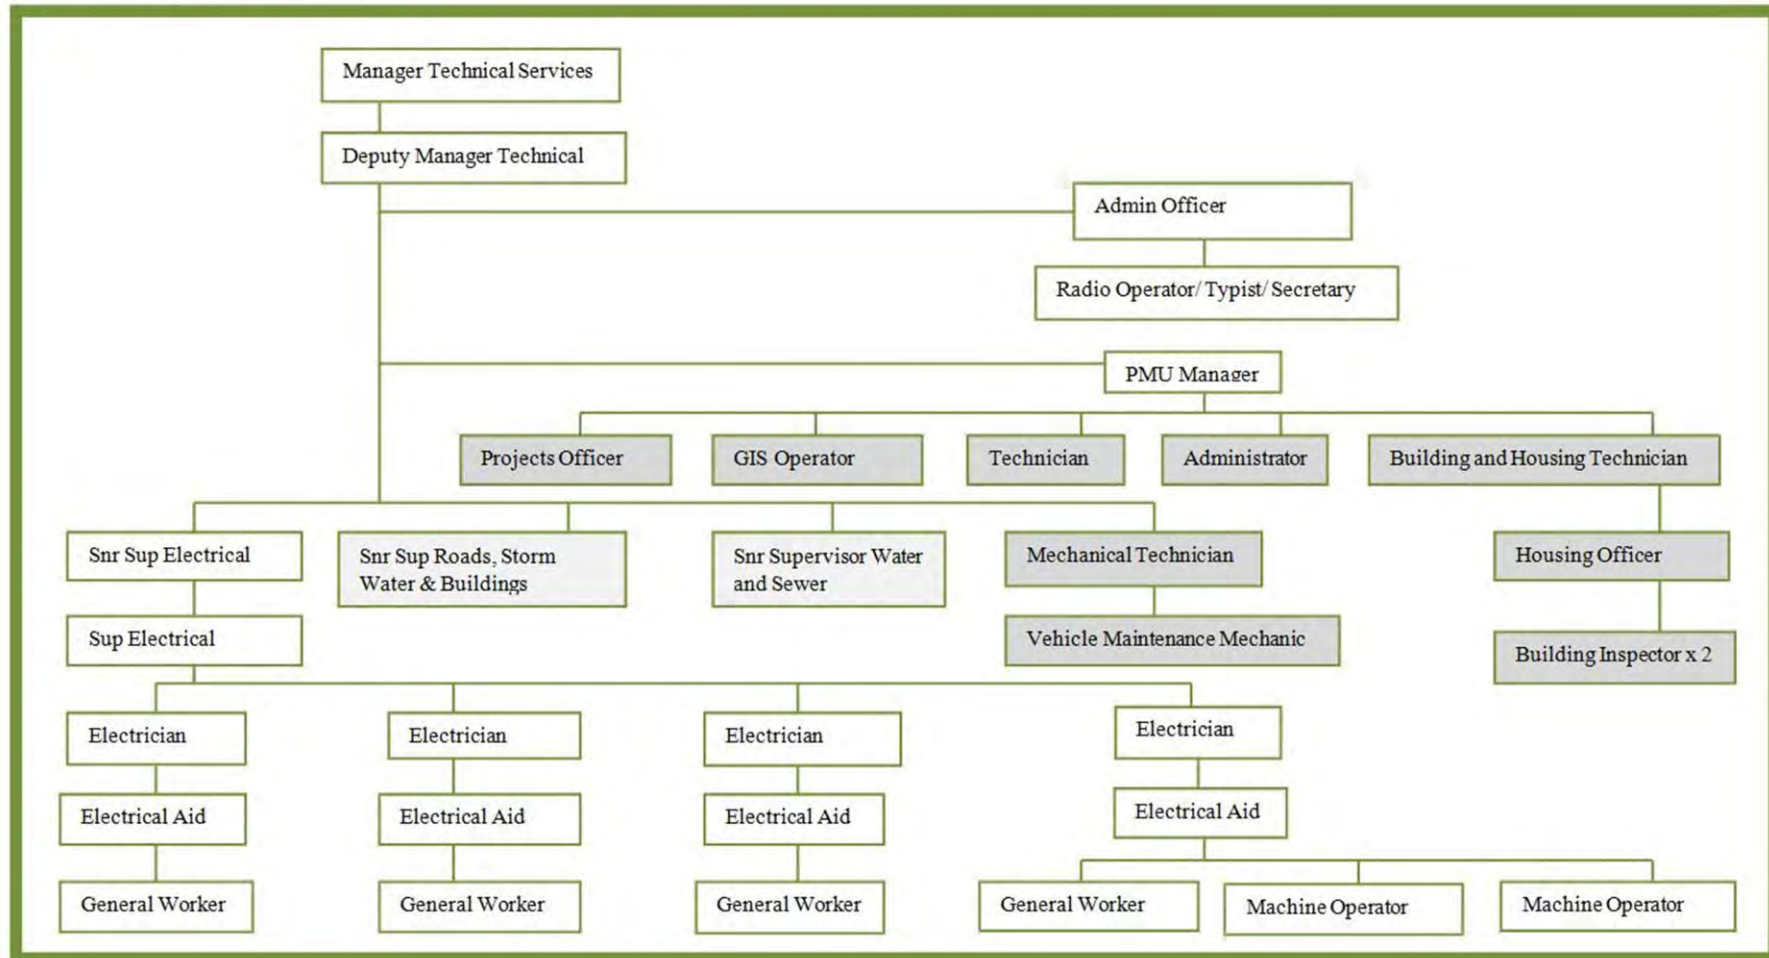 Manager Technical Services
Deputy Manager Technical
Admin Officer
Radio Operator/ Typist/ Secretary
PMU Manager
Projects Officer
GIS Operator
Technician
Administrator
Building and Housing Technician
Snr Sup Electrical
Snr Sup Roads, Storm
Water & Buildings
Snr Supervisor Water
and Sewer
Mechanical Technician
Housing Officer
Sup Electrical
Vehicle Maintenance Mechanic
Building Inspector x 2
Electrician
Electrician
Electrician
Electrician
Electrical Aid
Electrical Aid
Electrical Aid
Electrical Aid
General Worker
General Worker
General Worker
General Worker
Machine Operator
Machine Operator